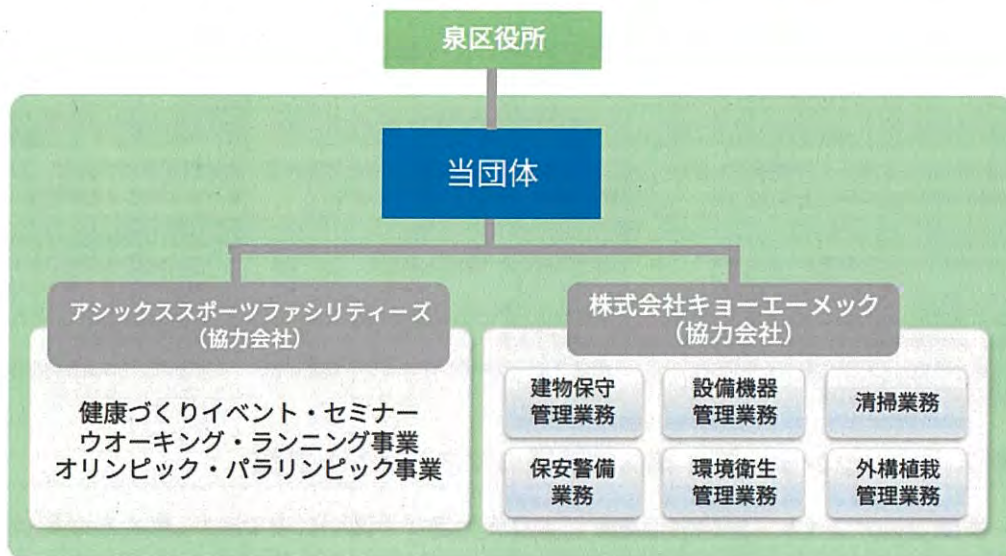 泉区役所
当団体
アシックススポーツファシリティーズ
（協力会社）
健康づくりイベント・セミナー
ウオーキング・ランニング事業
オリンピック・パラリンピック事業
株式会社キョーエーメック
（協力会社）
建物保守
管理業務
設備機器
管理業務
清掃業務
保安警備
業務
環境衛生
管理業務
外構植栽
管理業務